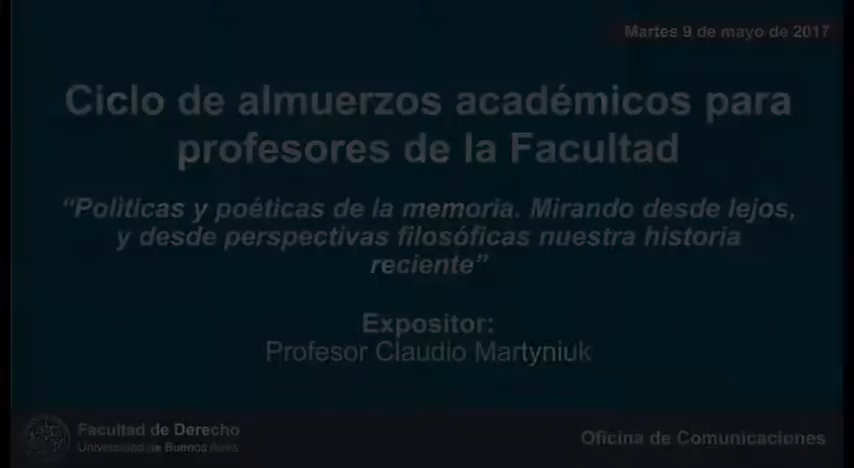 Martes 9 de mayo de 2017
Ciclo de almuerzos académicos para
profesores de la Facultad
“Políticas y poéticas de la memoria. Mirando desde lejos,
y desde perspectivas filosóficas nuestra historia
reciente”
Expositor:
Profesor Claudio Martyniuk
Facultad de Derecho
Universidad de Buenos Aires
Oficina de Comunicaciones